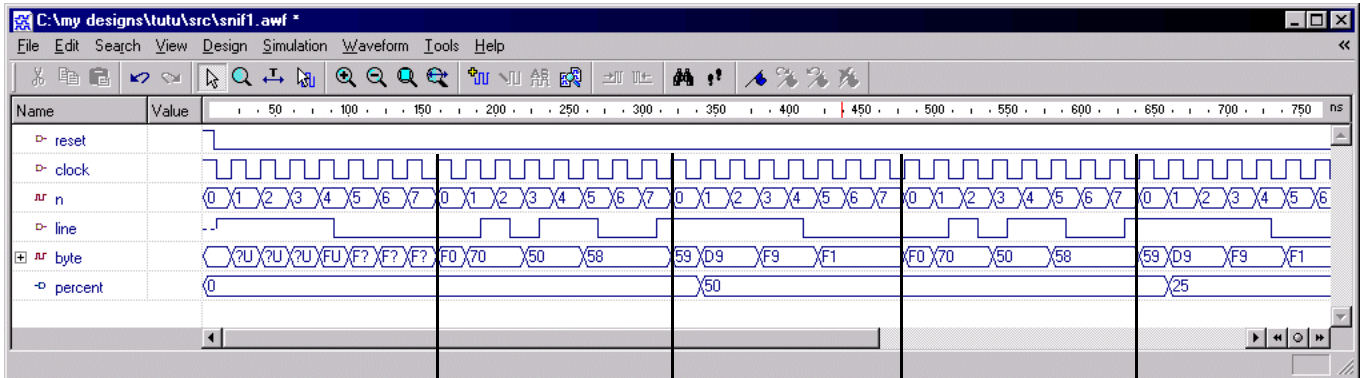 C:\my designs\tutu\src\snif1.awf *
File Edit Search View Design Simulation Waveform Tools Help
Name Value 50 100 150 200 250 300 350 400 450 500 550 600 650 700 750 ns
reset
clock
n 0 1 2 3 4 5 6 7 0 1 2 3 4 5 6 7 0 1 2 3 4 5 6 7 0 1 2 3 4 5 6 7 0 1 2 3 4 5 6
line
byte ?U ?U ?U FU F? F? F? F0 70 50 58 59 D9 F9 F1 F0 70 50 58 59 D9 F9 F1
percent 0 50 25